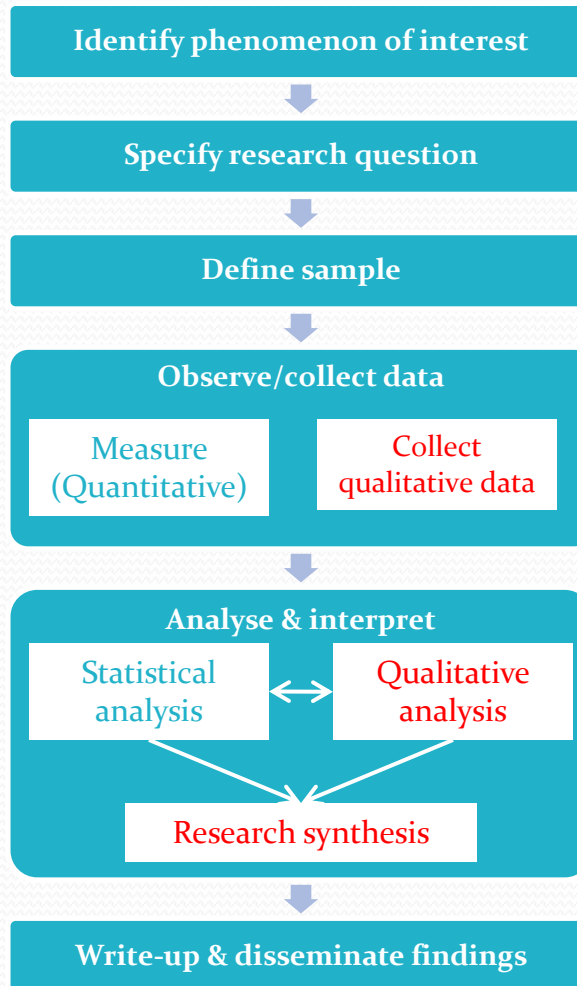 Identify phenomenon of interest
Specify research question
Define sample
Observe/collect data
Measure
(Quantitative)
Collect
qualitative data
Analyse & interpret
Statistical
analysis
Qualitative
analysis
Research synthesis
Write-up & disseminate findings